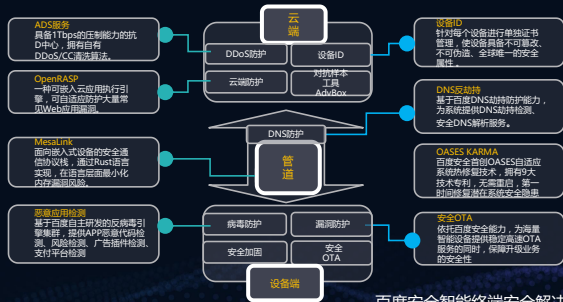 ADS服务
具备1Tbps的压制能力的抗
D中心，拥有自有
DDoS/CC清洗算法。
OpenRASP
一种可嵌入云应用执行引
擎，可自适应防护大量常
见Web应用漏洞。
MesaLink
面向嵌入式设备的安全通
信协议栈，通过Rust语言
实现，在语言层面最小化
内存漏洞风险。
恶意应用检测
基于百度自主研发的反病毒引
擎集群，提供APP恶意代码检
测、风险检测、广告插件检测、
支付平台检测
云
端
DDoS防护
设备ID
云端防护
对抗样本
工具
AdvBox
DNS防护
管
道
病毒防护
漏洞防护
安全加固
安全
OTA
设备端
设备ID
针对每个设备进行单独证书
管理，使设备具备不可篡改、
不可伪造、全球唯一的安全
属性。
DNS反劫持
基于百度DNS劫持防护能力，
为系统提供DNS劫持检测、
安全DNS解析服务。
OASES KARMA
百度安全首创OASES自适应
系统热修复技术，拥有9大
技术专利，无需重启，第一
时间修复潜在系统安全隐患
安全OTA
依托百度安全能力，为海量
智能设备提供稳定高速OTA
服务的同时，保障升级业务
的安全性
百度安全智能终端安全解决